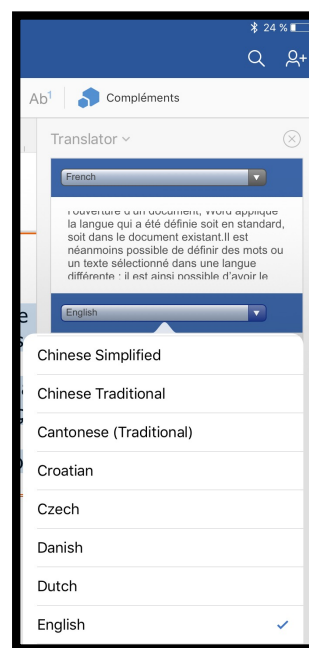 24 %
Ab¹ Compléments
Translator
French
l'ouverture d'un document, Word applique
la langue qui a été définie soit en standard,
soit dans le document existant.Il est
néanmoins possible de définir des mots ou
un texte sélectionné dans une langue
différente : il est ainsi possible d'avoir le
English
Chinese Simplified
Chinese Traditional
Cantonese (Traditional)
Croatian
Czech
Danish
Dutch
English